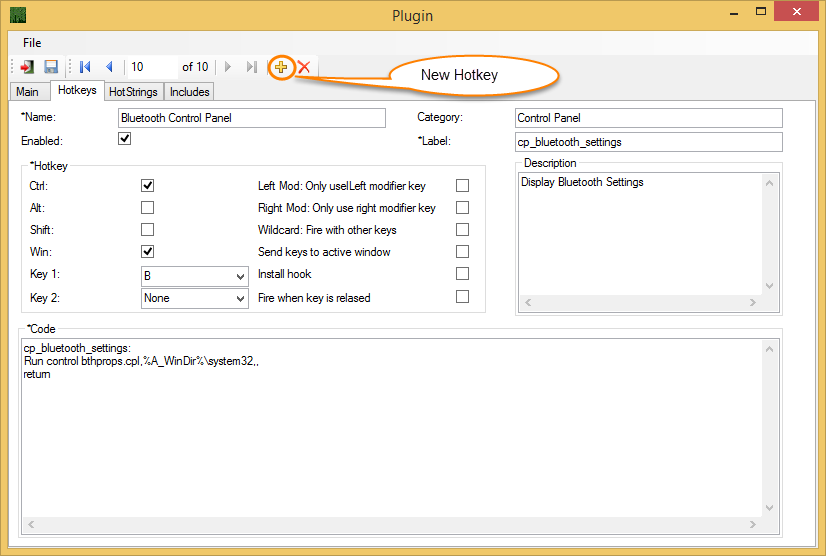 Plugin
File
10 of 10
New Hotkey
Main Hotkeys HotStrings Includes
*Name: Bluetooth Control Panel Category: Control Panel
Enabled: *Label: cp_bluetooth_settings
*Hotkey Description
Ctrl: Left Mod: Only uselLeft modifier key Display Bluetooth Settings
Alt: Right Mod: Only use right modifier key
Shift: Wildcard: Fire with other keys
Win: Send keys to active window
Key 1: B Install hook
Key 2: None Fire when key is relased
*Code
cp_bluetooth_settings:
Run control bthprops.cpl,%A_WinDir%\system32,,
return